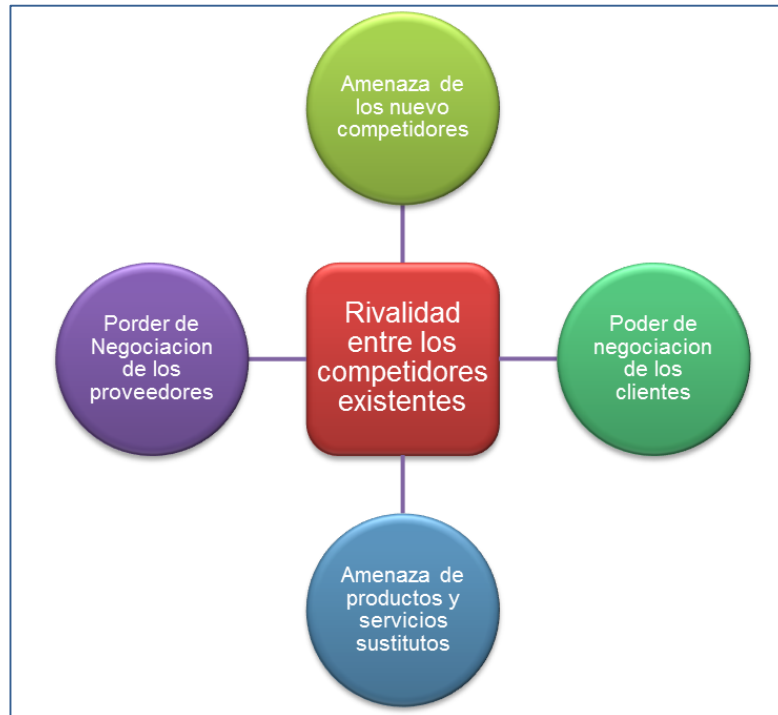 Amenaza de
los nuevo
competidores
Porder de
Negociacion
de los
proveedores
Rivalidad
entre los
competidores
existentes
Poder de
negociacion
de los
clientes
Amenaza de
productos y
servicios
sustitutos